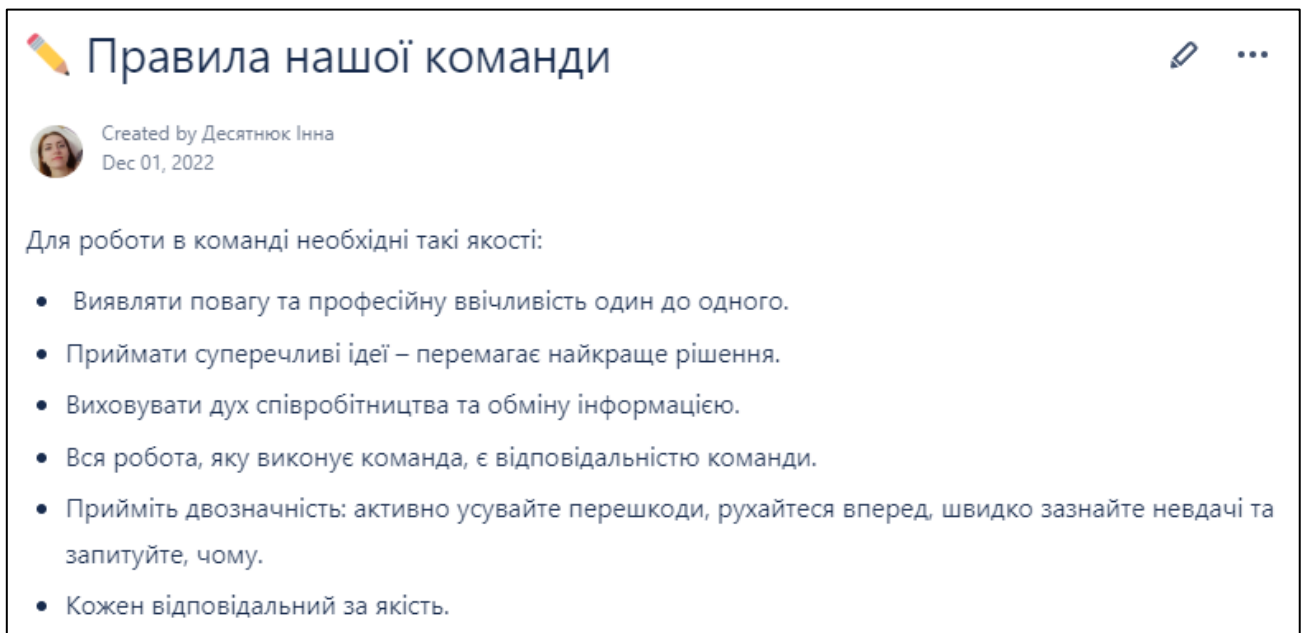 ✏️ Правила нашої команди
Created by Десятнюк Інна
Dec 01, 2022
Для роботи в команді необхідні такі якості:
• Виявляти повагу та професійну ввічливість один до одного.
• Приймати суперечливі ідеї – перемагає найкраще рішення.
• Виховувати дух співробітництва та обміну інформацією.
• Вся робота, яку виконує команда, є відповідальністю команди.
• Прийміть двозначність: активно усувайте перешкоди, рухайтеся вперед, швидко зазнайте невдачі та
запитуйте, чому.
• Кожен відповідальний за якість.